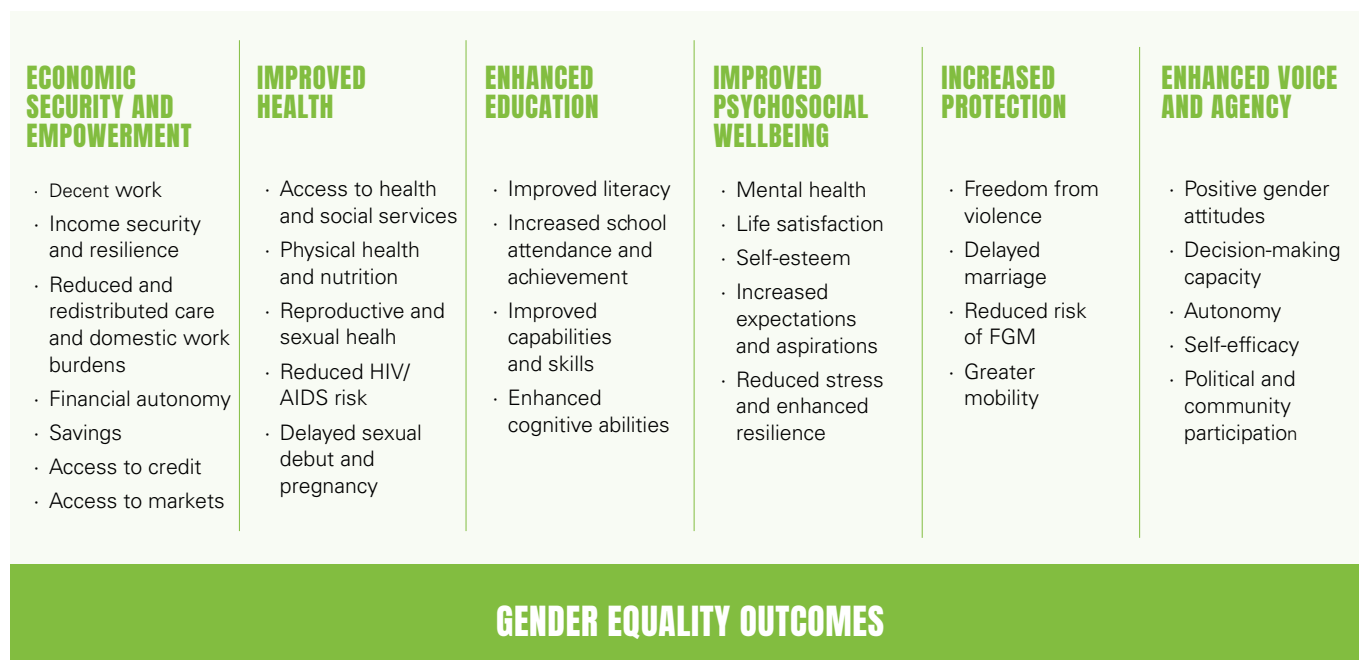 ECONOMIC
SECURITY AND
EMPOWERMENT
· Decent work
· Income security
and resilience
· Reduced and
redistributed care
and domestic work
burdens
· Financial autonomy
· Savings
· Access to credit
· Access to markets
IMPROVED
HEALTH
· Access to health
and social services
· Physical health
and nutrition
· Reproductive and
sexual healh
· Reduced HIV/
AIDS risk
· Delayed sexual
debut and
pregnancy
ENHANCED
EDUCATION
· Improved literacy
· Increased school
attendance and
achievement
· Improved
capabilities
and skills
· Enhanced
cognitive abilities
IMPROVED
PSYCHOSOCIAL
WELLBEING
· Mental health
· Life satisfaction
· Self-esteem
· Increased
expectations
and aspirations
· Reduced stress
and enhanced
resilience
INCREASED
PROTECTION
· Freedom from
violence
· Delayed
marriage
· Reduced risk
of FGM
· Greater
mobility
ENHANCED VOICE
AND AGENCY
· Positive gender
attitudes
· Decision-making
capacity
· Autonomy
· Self-efficacy
· Political and
community
participation
GENDER EQUALITY OUTCOMES